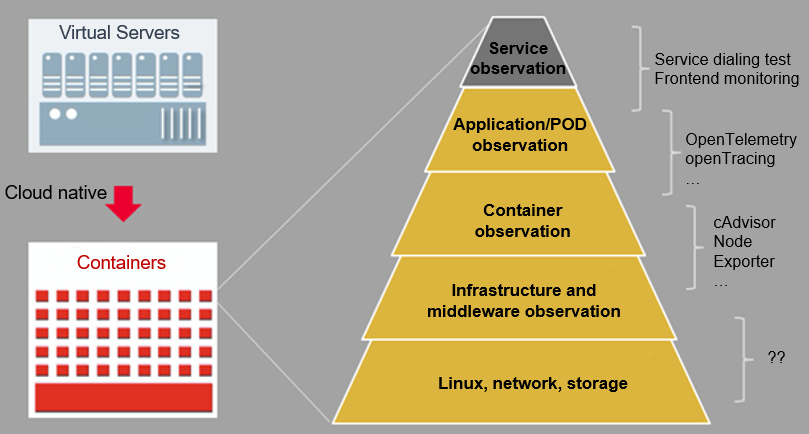 Virtual Servers
Cloud native
Containers
Service
observation
Application/POD
observation
Container
observation
Infrastructure and
middleware observation
Linux, network, storage
Service dialing test
Frontend monitoring
OpenTelemetry
openTracing
...
cAdvisor
Node
Exporter
...
??